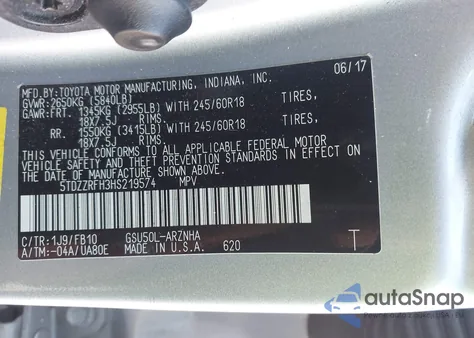 MFD.BY:TOYOTA MOTOR MANUFACTURING, INDIANA, INC. 06/17
GVWR:2650KG (5840LB)
GAWR:FRT. 1345KG (2955LB) WITH 245/60R18 TIRES,
18X7.5J RIMS.
RR. 1550KG (3415LB) WITH 245/60R18 TIRES,
18X7.5J RIMS.
THIS VEHICLE CONFORMS TO ALL APPLICABLE FEDERAL MOTOR
VEHICLE SAFETY AND THEFT PREVENTION STANDARDS IN EFFECT
ON THE DATE OF MANUFACTURE SHOWN ABOVE.
5TDZZRFH3HS219574 MPV
C/TR:1J9/FB10 GSU50L-ARZNHA
A/TM:-04A/UA80E MADE IN U.S.A. 620 T
autoSnap